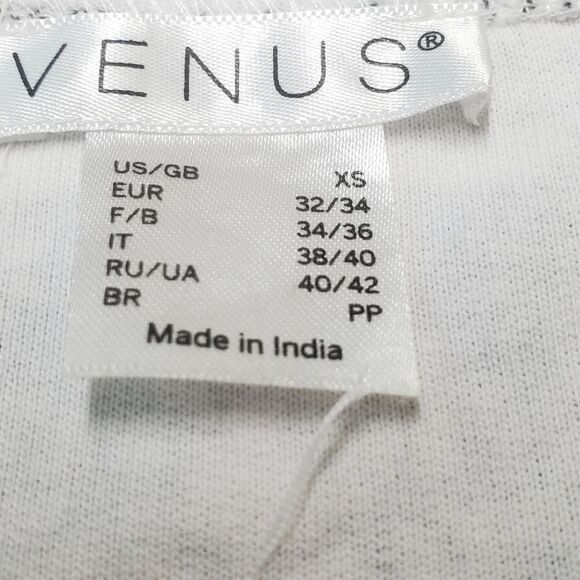 VENUS®
US/GB XS
EUR 32/34
F/B 34/36
IT 38/40
RU/UA 40/42
BR PP
Made in India